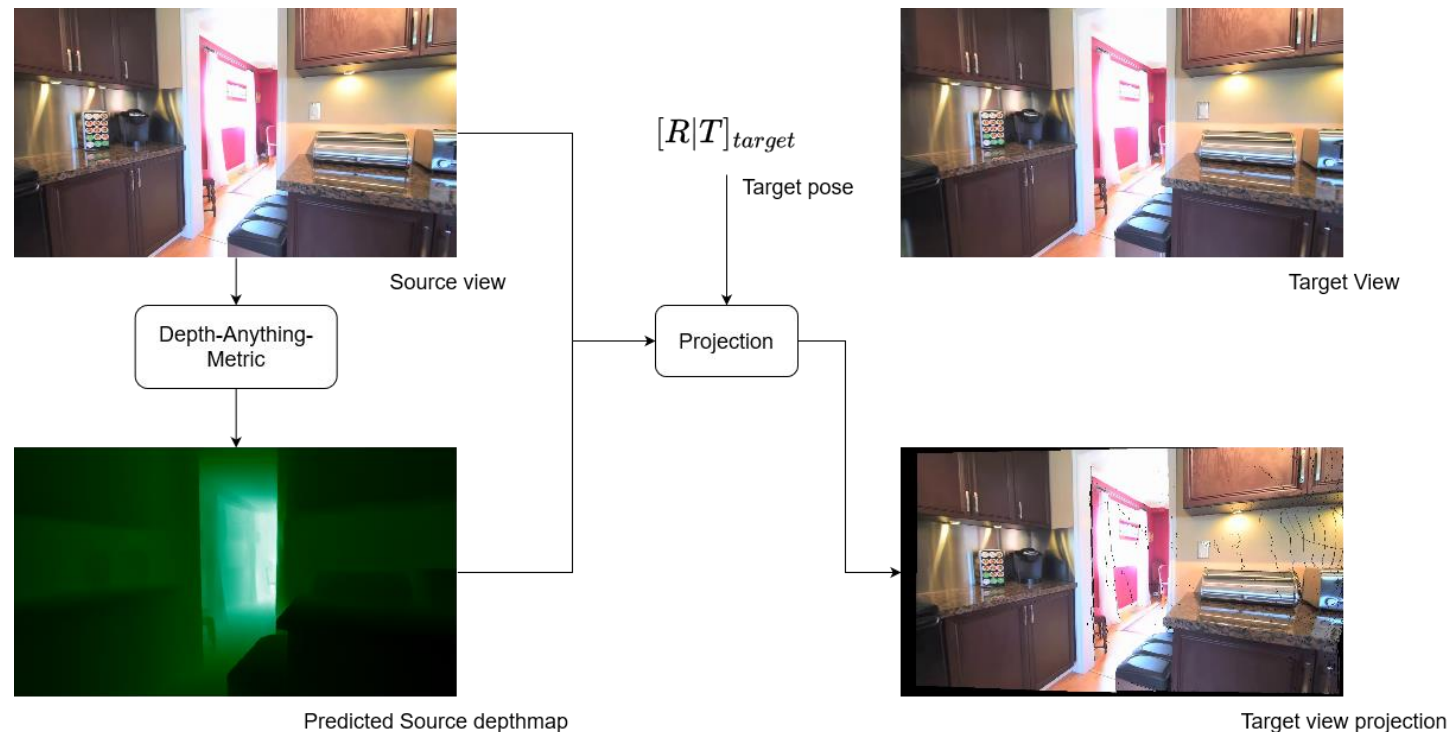 [R|T]target
Target pose
Source view
Target View
Depth-Anything-
Metric
Projection
Predicted Source depthmap
Target view projection